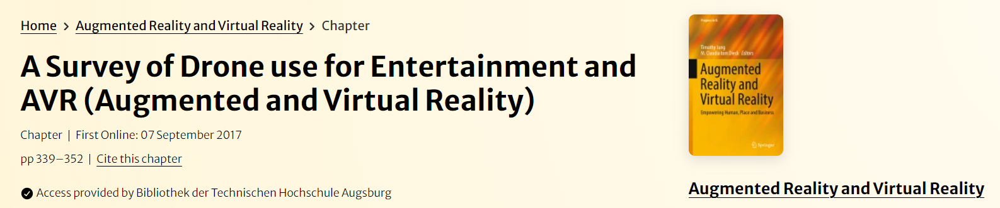 Home > Augmented Reality and Virtual Reality > Chapter
A Survey of Drone use for Entertainment and
AVR (Augmented and Virtual Reality)
Chapter | First Online: 07 September 2017
pp 339–352 | Cite this chapter
Access provided by Bibliothek der Technischen Hochschule Augsburg
Timothy Jung
M. Claudia tom Dieck Editors
Augmented
Reality and
Virtual Reality
Empowering Human, Place and Business
Springer
Augmented Reality and Virtual Reality